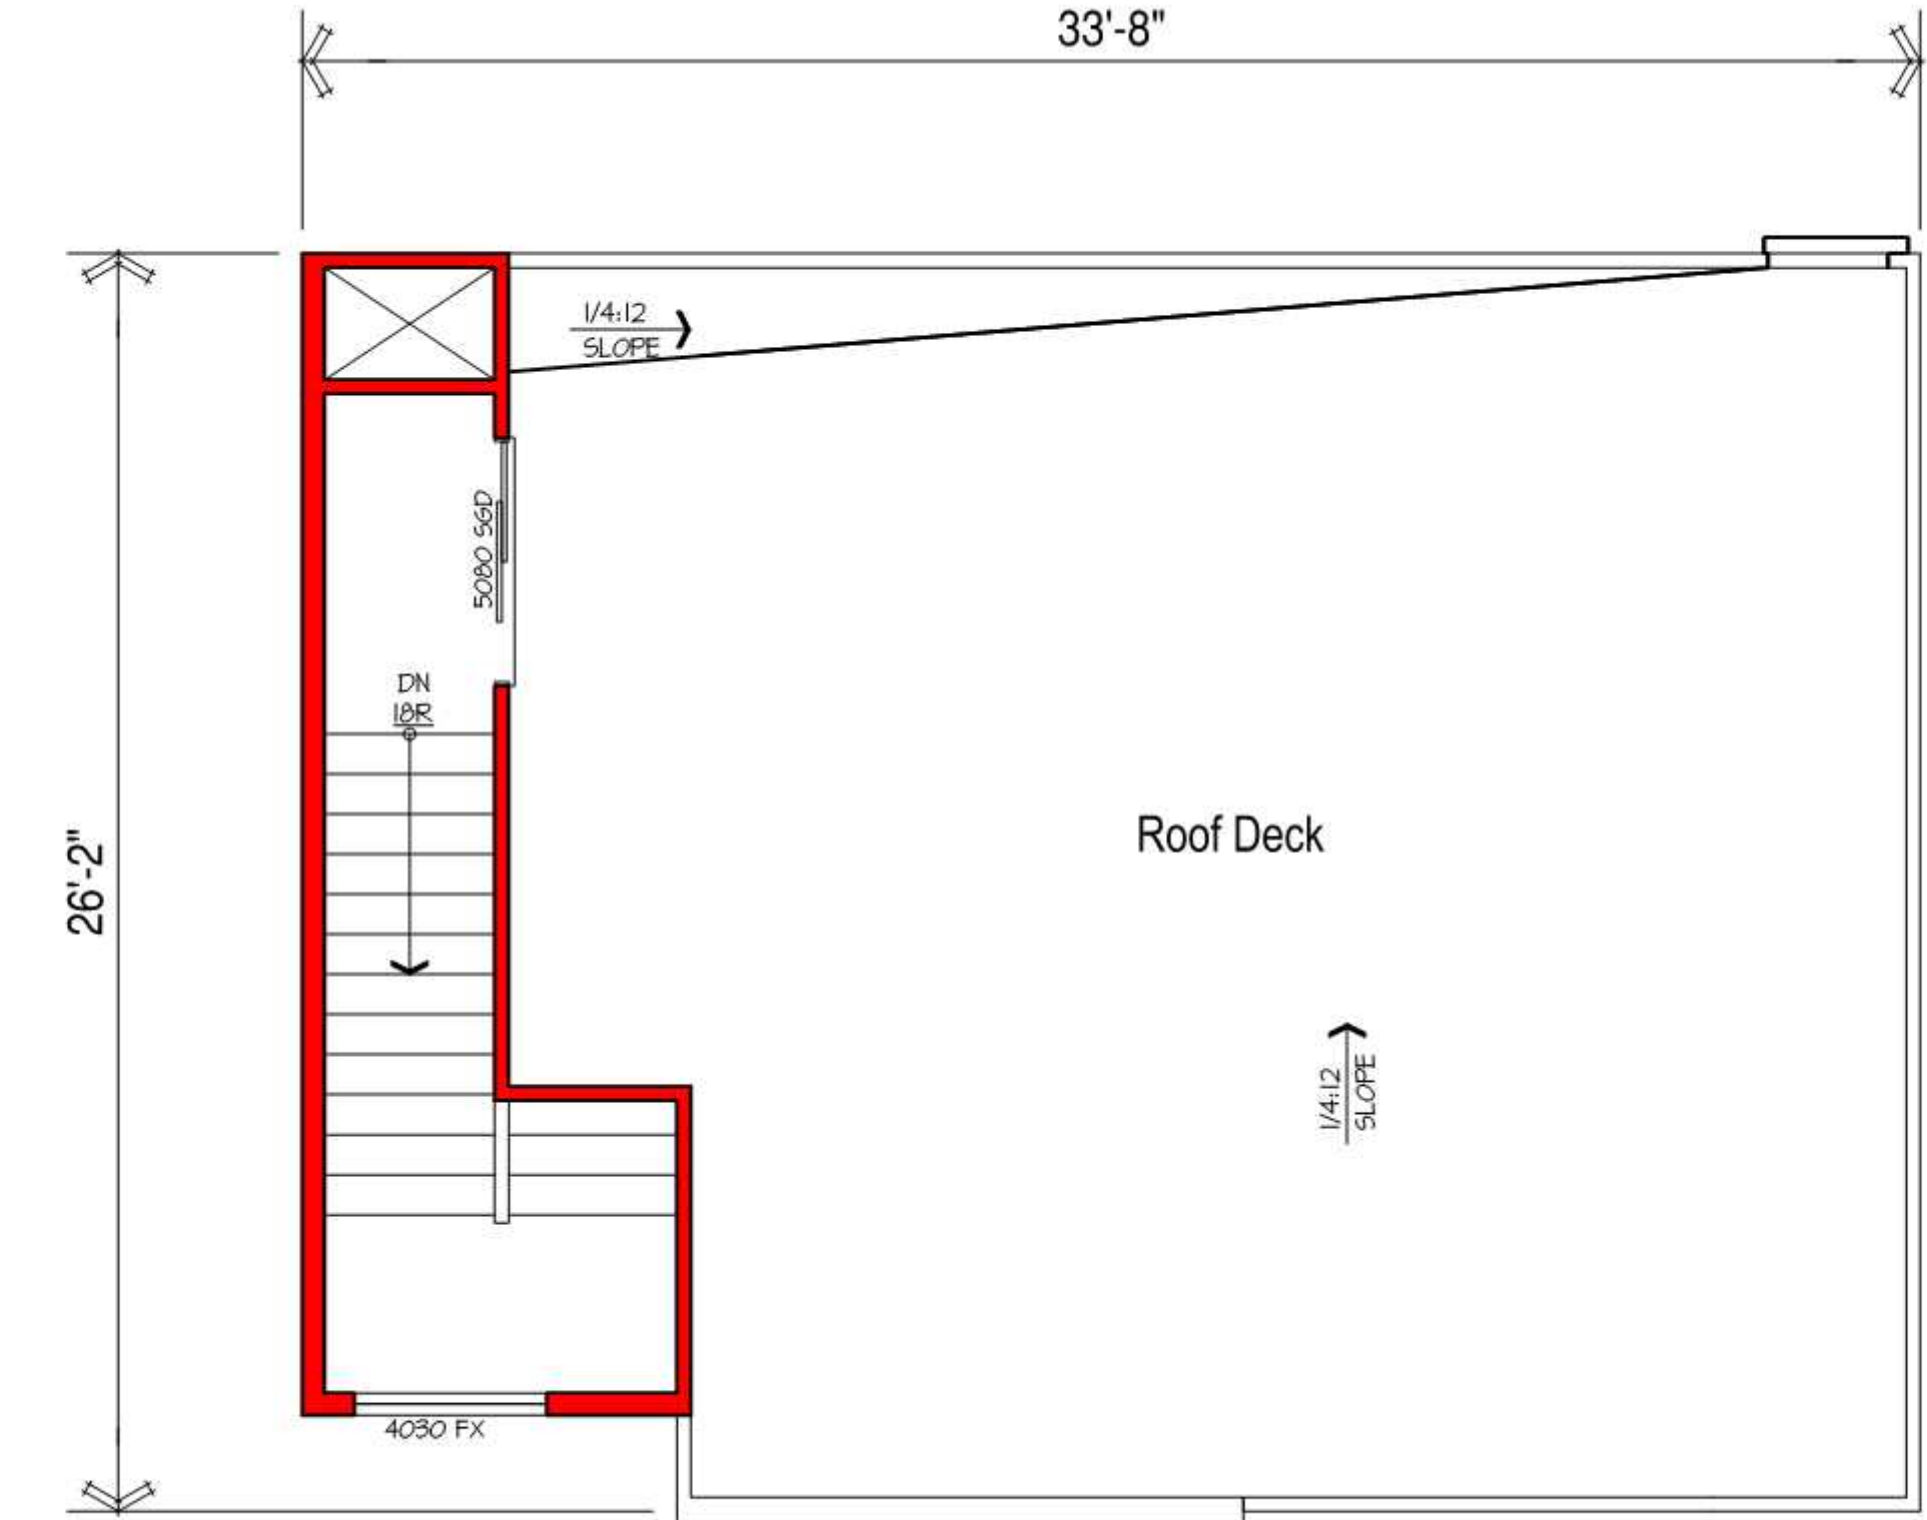 33'-8"
1/4:12
SLOPE
5080 SGD
DN
18R
26'-2"
Roof Deck
1/4:12
SLOPE
4030 FX